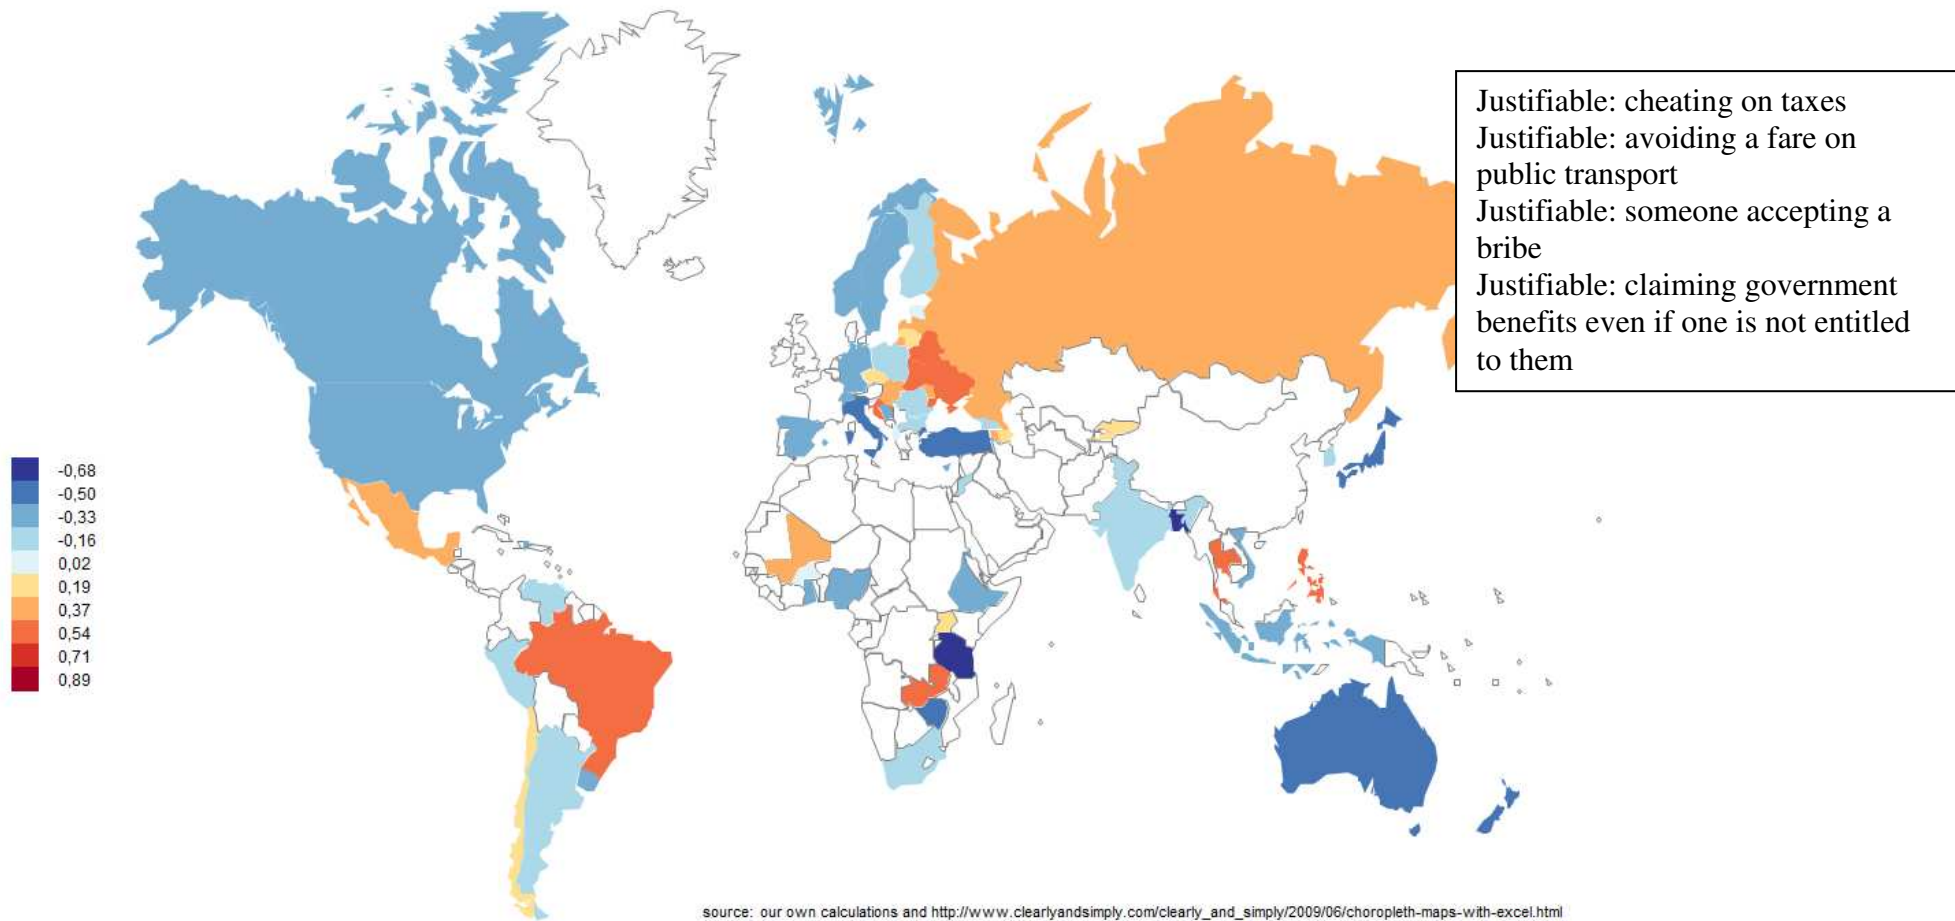 Justifiable: cheating on taxes
Justifiable: avoiding a fare on
public transport
Justifiable: someone accepting a
bribe
Justifiable: claiming government
benefits even if one is not entitled
to them
-0,68
-0,50
-0,33
-0,16
0,02
0,19
0,37
0,54
0,71
0,89
source: our own calculations and http://www.clearlyandsimply.com/clearly_and_simply/2009/06/choropleth-maps-with-excel.html